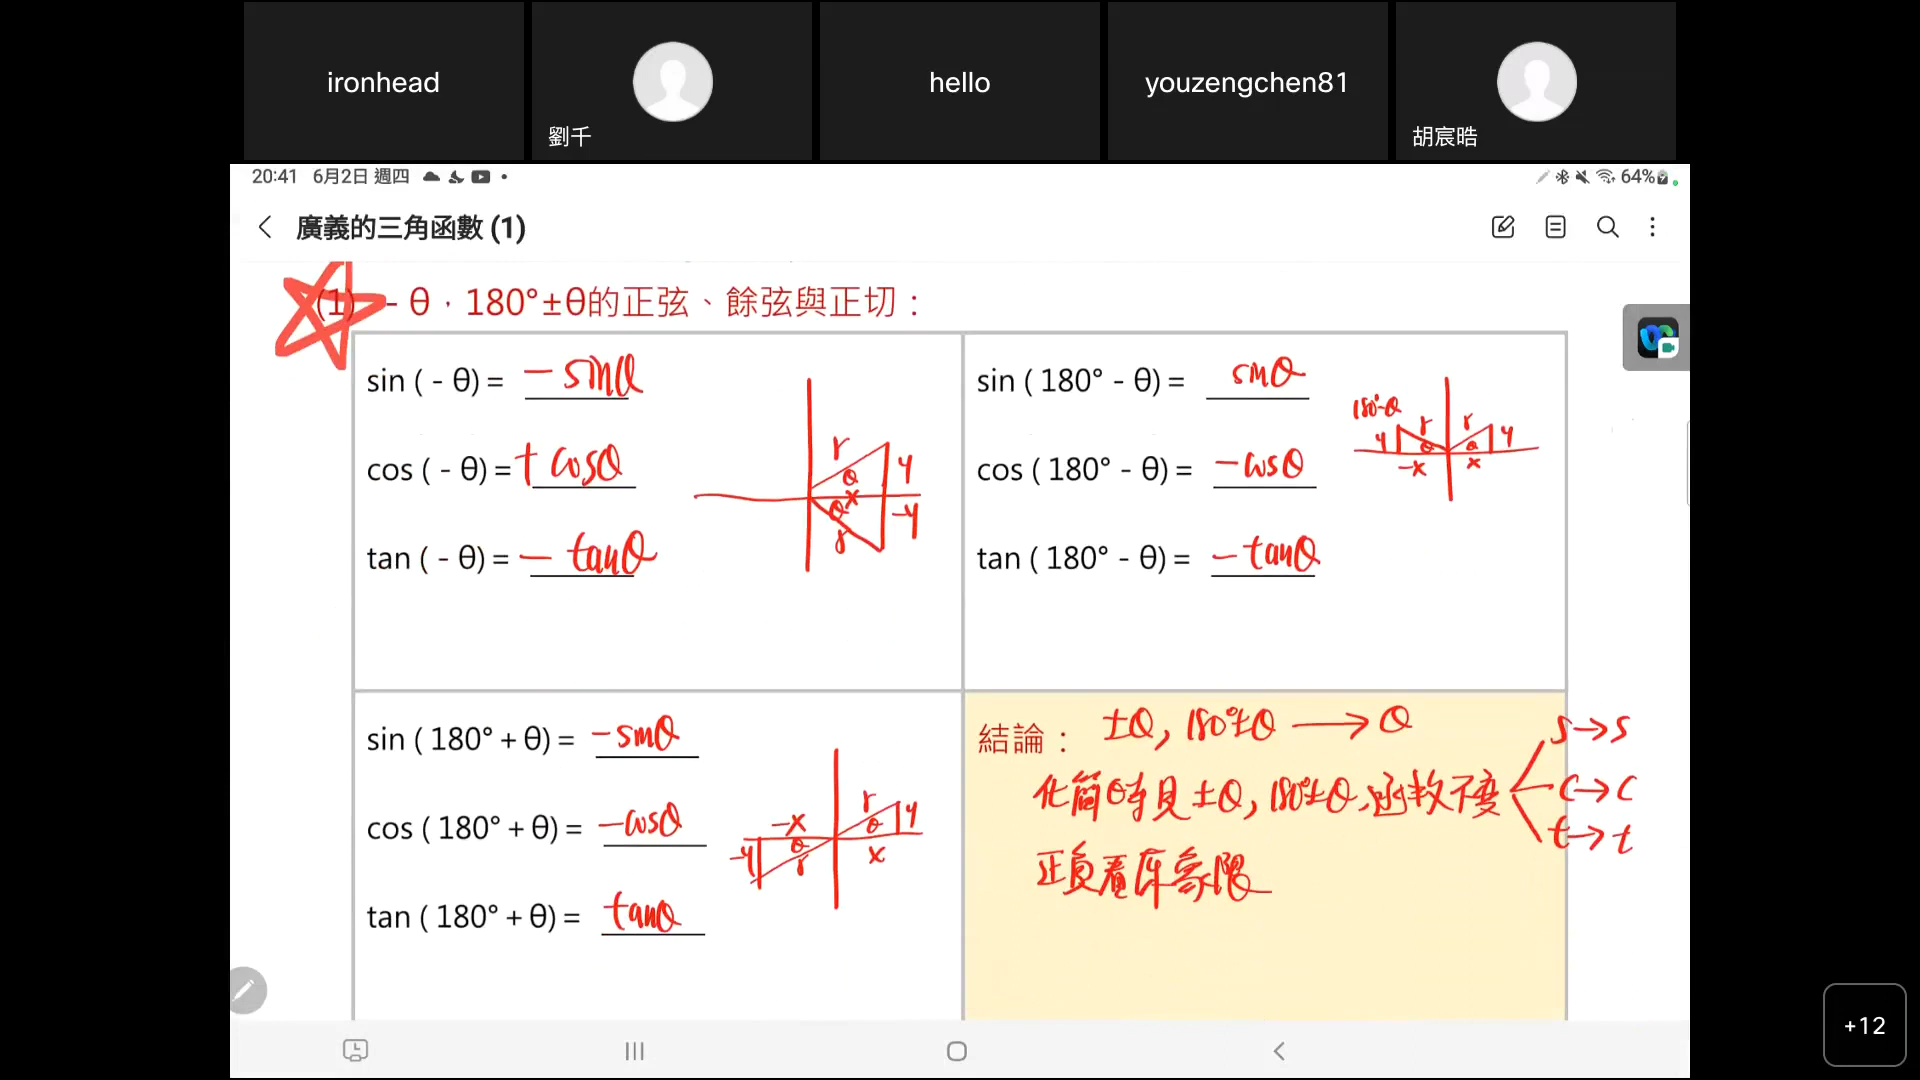 ironhead
劉千
hello
youzengchen81
胡宸晧
20:41 6月2日 週四
64%
廣義的三角函數 (1)
(1) - θ，180°±θ的正弦、餘弦與正切：
sin ( - θ) = - sinθ
cos ( - θ) = + cosθ
tan ( - θ) = - tanθ
r
θ
y
x
θ
-y
r
sin ( 180° - θ) = sinθ
cos ( 180° - θ) = -cosθ
tan ( 180° - θ) = -tanθ
180°-θ
y r r y
θ θ
-x x
sin ( 180° + θ) = -sinθ
cos ( 180° + θ) = -cosθ
tan ( 180° + θ) = tanθ
r
-x θ y
-y θ r x
結論： ±θ, 180°±θ → θ
化簡時見 ±θ, 180°±θ, 函數不變
s→s
c→c
t→t
正負看原象限
+12